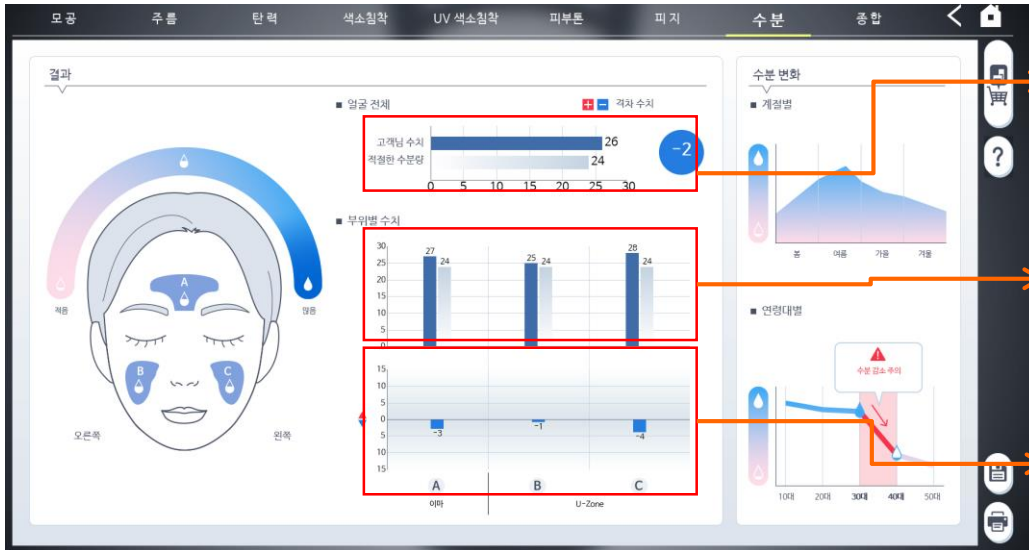 모공 주름 탄력 색소침착 UV 색소침착 피부톤 피지 수분 종합
결과
■ 얼굴 전체
+ - 격차 수치
고객님 수치 26
적절한 수분량 24
-2
0 5 10 15 20 25 30
■ 부위별 수치
30
25
20
15
10
5
0
27 24 25 24 28 24
15
10
5
0
5
10
15
-3 -1 -4
A B C
이마 U-Zone
적음 많음
A
B C
오른쪽 왼쪽
수분 변화
■ 계절별
봄 여름 가을 겨울
■ 연령대별
수분 감소 주의
10대 20대 30대 40대 50대
?